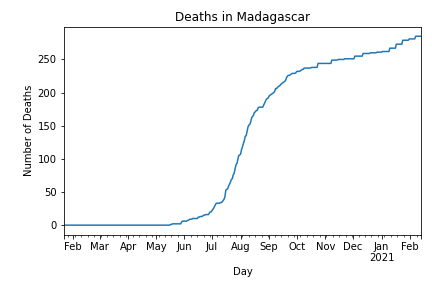 Deaths in Madagascar
Number of Deaths
250
200
150
100
50
0
Feb Mar Apr May Jun Jul Aug Sep Oct Nov Dec Jan Feb
2021
Day